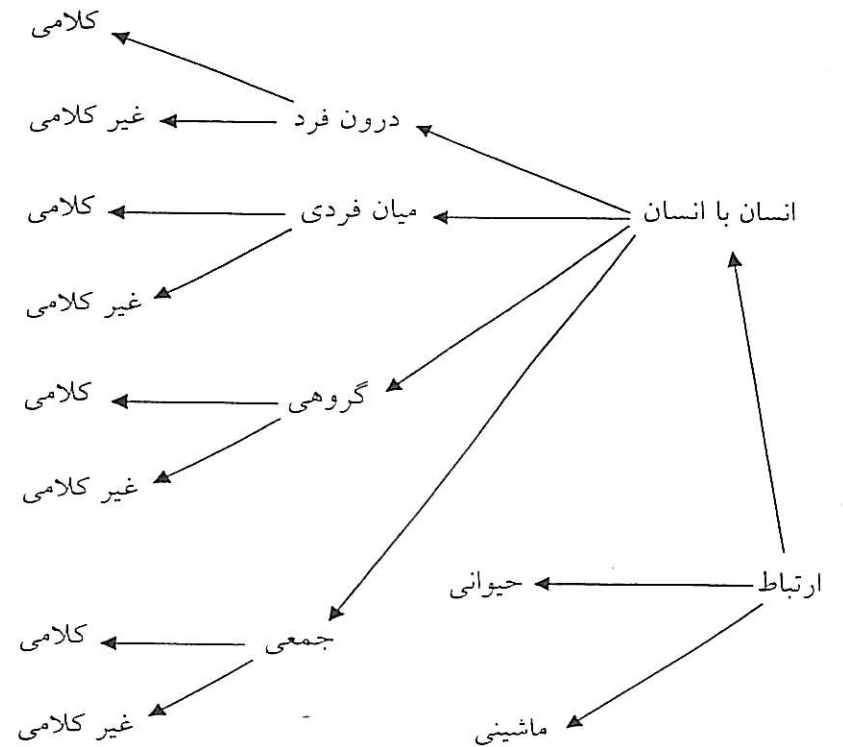 کلامی
درون فرد
غیر کلامی
انسان با انسان
میان فردی
کلامی
غیر کلامی
گروهی
کلامی
غیر کلامی
ارتباط
حیوانی
جمعی
کلامی
ماشینی
غیر کلامی